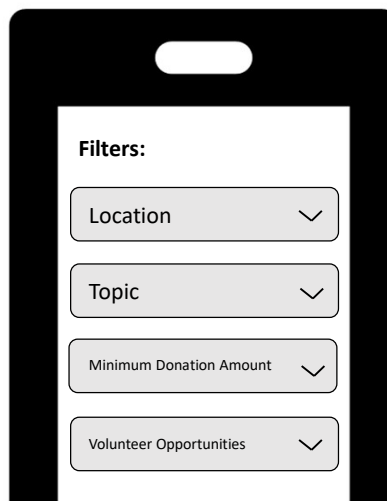 Filters:
Location
Topic
Minimum Donation Amount
Volunteer Opportunities